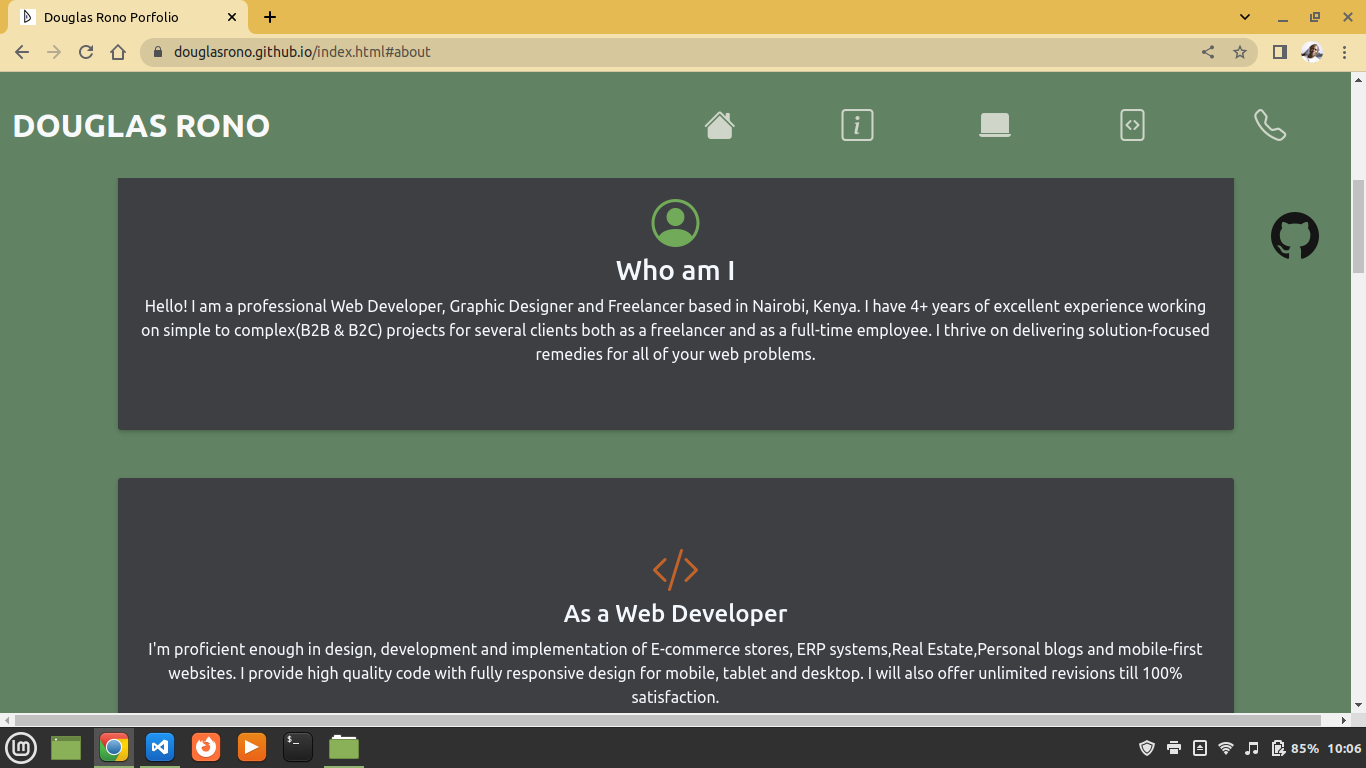 Douglas Rono Porfolio
douglasrono.github.io/index.html#about
DOUGLAS RONO
Who am I
Hello! I am a professional Web Developer, Graphic Designer and Freelancer based in Nairobi, Kenya. I have 4+ years of excellent experience working
on simple to complex(B2B & B2C) projects for several clients both as a freelancer and as a full-time employee. I thrive on delivering solution-focused
remedies for all of your web problems.
As a Web Developer
I'm proficient enough in design, development and implementation of E-commerce stores, ERP systems,Real Estate,Personal blogs and mobile-first
websites. I provide high quality code with fully responsive design for mobile, tablet and desktop. I will also offer unlimited revisions till 100%
satisfaction.
85% 10:06